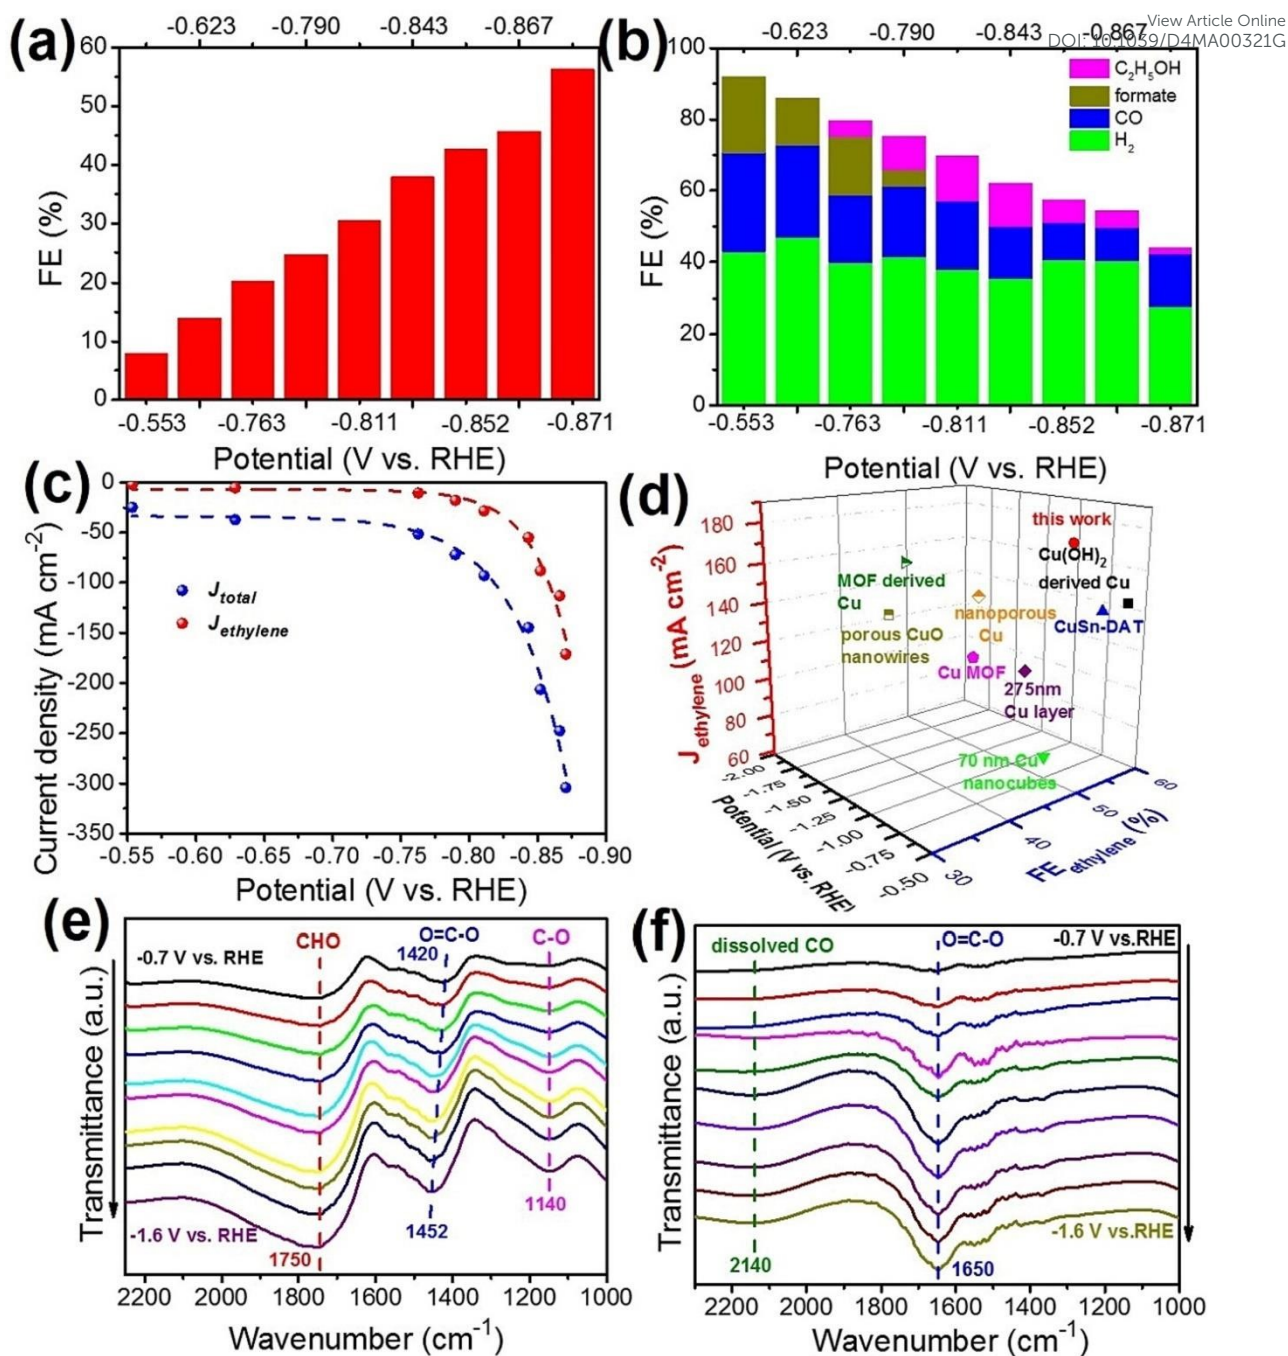 View Article Online
DOI: 10.1039/D4MA00321G
(a)
-0.623 -0.790 -0.843 -0.867
60
50
40
30
20
10
0
FE (%)
-0.553 -0.763 -0.811 -0.852 -0.871
Potential (V vs. RHE)
(b)
-0.623 -0.790 -0.843 -0.867
100
80
60
40
20
0
FE (%)
C₂H₅OH
formate
CO
H₂
-0.553 -0.763 -0.811 -0.852 -0.871
Potential (V vs. RHE)
(c)
0
-50
-100
-150
-200
-250
-300
-350
Current density (mA cm⁻²)
J_total
J_ethylene
-0.55 -0.60 -0.65 -0.70 -0.75 -0.80 -0.85 -0.90
Potential (V vs. RHE)
(d)
180
160
140
120
100
80
60
J_ethylene (mA cm⁻²)
this work
Cu(OH)₂
derived Cu
MOF derived
Cu
CuSn-DAT
nanoporous
Cu
porous CuO
nanowires
Cu MOF
275nm
Cu layer
70 nm Cu
nanocubes
-2.00
-1.75
-1.50
-1.25
-1.00
-0.75
-0.50
Potential (V vs. RHE)
30
40
50
60
FE ethylene (%)
(e)
CHO
O=C-O
C-O
1420
-0.7 V vs. RHE
-1.6 V vs. RHE
1750
1452
1140
Transmittance (a.u.)
2200 2000 1800 1600 1400 1200 1000
Wavenumber (cm⁻¹)
(f)
dissolved CO
O=C-O
-0.7 V vs.RHE
-1.6 V vs.RHE
2140
1650
Transmittance (a.u.)
2200 2000 1800 1600 1400 1200 1000
Wavenumber (cm⁻¹)